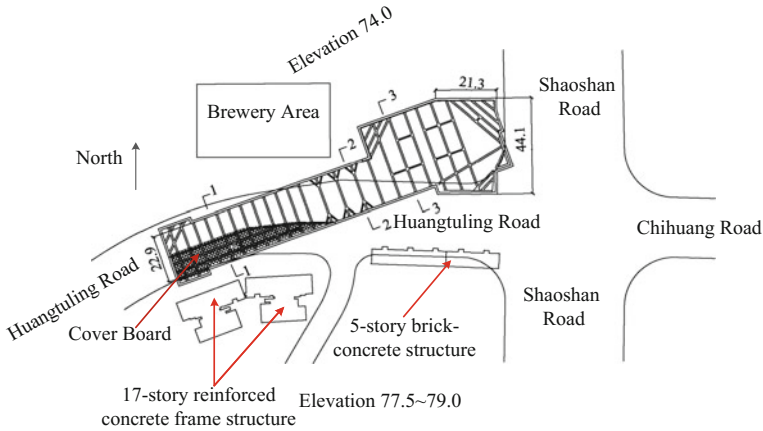 Elevation 74.0
21.3
Shaoshan
Road
Brewery Area
3
44.1
North
2
1
Huangtuling Road
3
2
Chihuang Road
22.9
1
Huangtuling Road
Cover Board
5-story brick-
concrete structure
Shaoshan
Road
17-story reinforced
concrete frame structure
Elevation 77.5~79.0